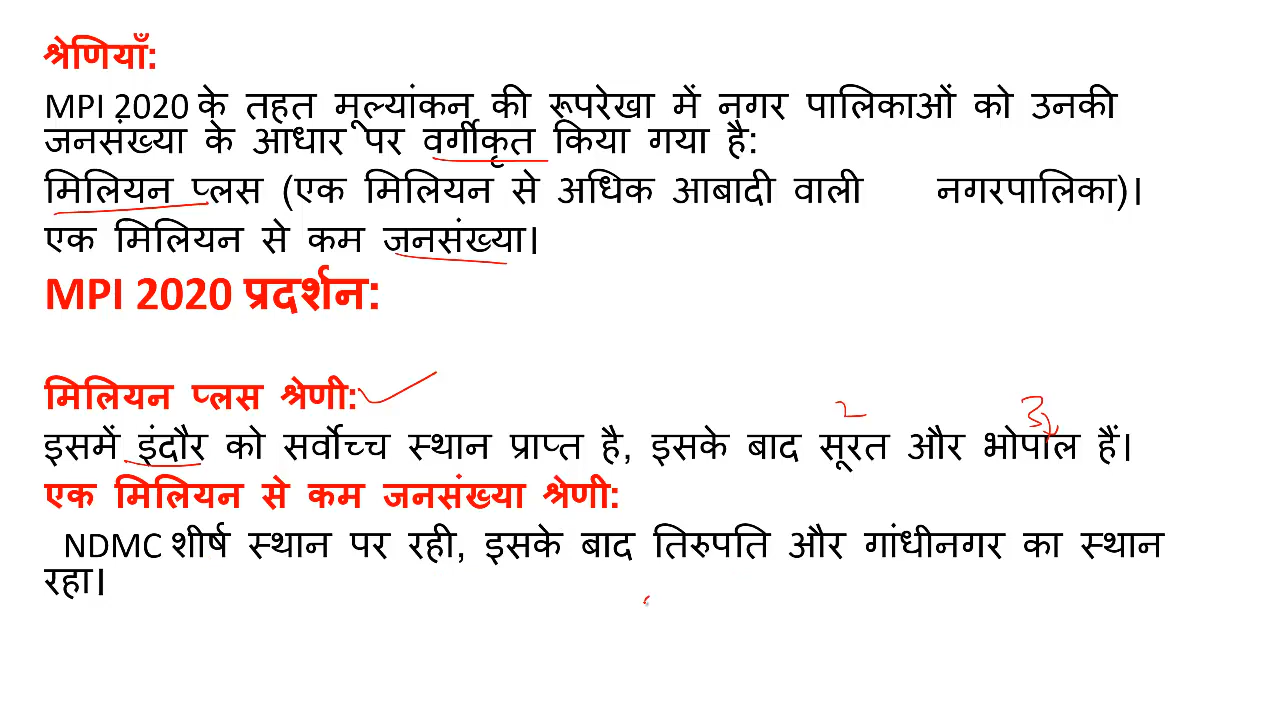 श्रेणियाँ:
MPI 2020 के तहत मूल्यांकन की रूपरेखा में नगर पालिकाओं को उनकी
जनसंख्या के आधार पर वर्गीकृत किया गया है:
मिलियन प्लस (एक मिलियन से अधिक आबादी वाली नगरपालिका)।
एक मिलियन से कम जनसंख्या।
MPI 2020 प्रदर्शन:
मिलियन प्लस श्रेणी:
2 3
इसमें इंदौर को सर्वोच्च स्थान प्राप्त है, इसके बाद सूरत और भोपाल हैं।
एक मिलियन से कम जनसंख्या श्रेणी:
NDMC शीर्ष स्थान पर रही, इसके बाद तिरुपति और गांधीनगर का स्थान
रहा।